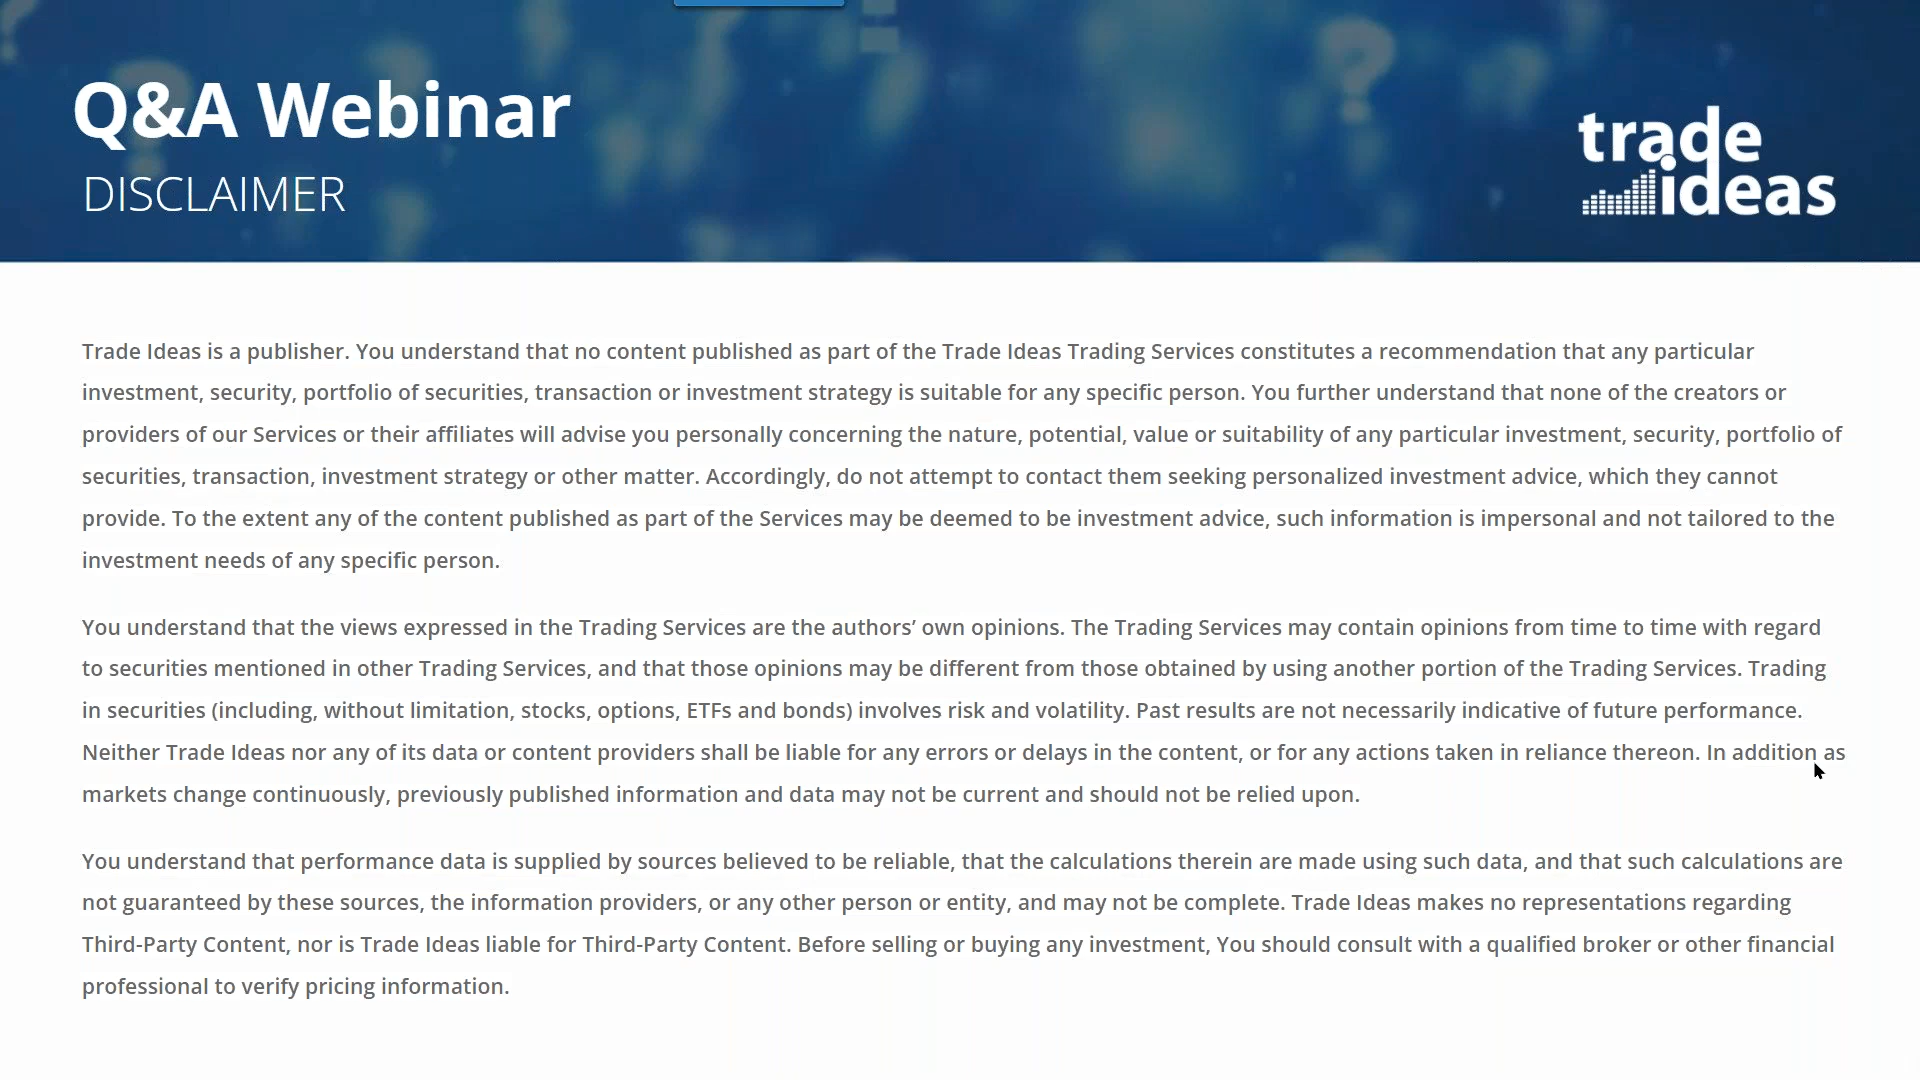 Q&A Webinar
DISCLAIMER
trade
ideas
Trade Ideas is a publisher. You understand that no content published as part of the Trade Ideas Trading Services constitutes a recommendation that any particular
investment, security, portfolio of securities, transaction or investment strategy is suitable for any specific person. You further understand that none of the creators or
providers of our Services or their affiliates will advise you personally concerning the nature, potential, value or suitability of any particular investment, security, portfolio of
securities, transaction, investment strategy or other matter. Accordingly, do not attempt to contact them seeking personalized investment advice, which they cannot
provide. To the extent any of the content published as part of the Services may be deemed to be investment advice, such information is impersonal and not tailored to the
investment needs of any specific person.
You understand that the views expressed in the Trading Services are the authors’ own opinions. The Trading Services may contain opinions from time to time with regard
to securities mentioned in other Trading Services, and that those opinions may be different from those obtained by using another portion of the Trading Services. Trading
in securities (including, without limitation, stocks, options, ETFs and bonds) involves risk and volatility. Past results are not necessarily indicative of future performance.
Neither Trade Ideas nor any of its data or content providers shall be liable for any errors or delays in the content, or for any actions taken in reliance thereon. In addition as
markets change continuously, previously published information and data may not be current and should not be relied upon.
You understand that performance data is supplied by sources believed to be reliable, that the calculations therein are made using such data, and that such calculations are
not guaranteed by these sources, the information providers, or any other person or entity, and may not be complete. Trade Ideas makes no representations regarding
Third-Party Content, nor is Trade Ideas liable for Third-Party Content. Before selling or buying any investment, You should consult with a qualified broker or other financial
professional to verify pricing information.